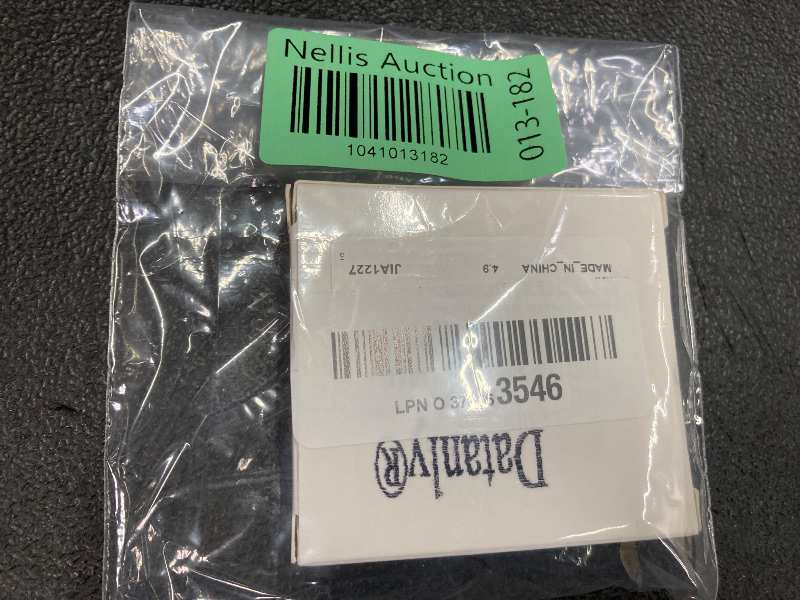 Nellis Auction
1041013182
013-182
MADE_IN_CHINA 4.9 JIA1227
LPN O 3546
Datanly®